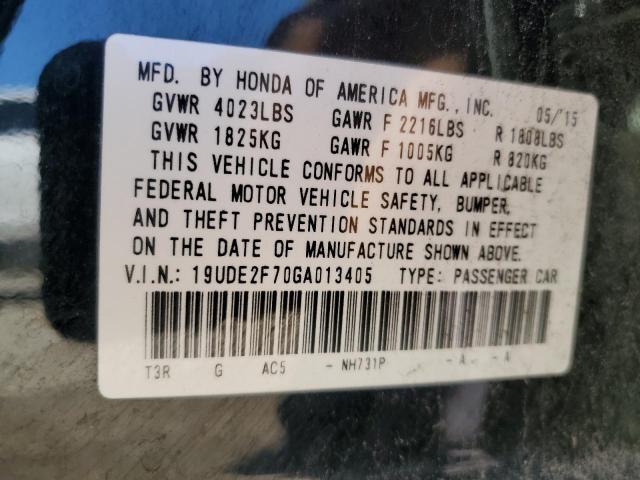 MFD. BY HONDA OF AMERICA MFG., INC. 05/'15
GVWR 4023LBS GAWR F 2216LBS R 1808LBS
GVWR 1825KG GAWR F 1005KG R 820KG
THIS VEHICLE CONFORMS TO ALL APPLICABLE
FEDERAL MOTOR VEHICLE SAFETY, BUMPER,
AND THEFT PREVENTION STANDARDS IN EFFECT
ON THE DATE OF MANUFACTURE SHOWN ABOVE.
V.I.N.: 19UDE2F70GA013405 TYPE: PASSENGER CAR
T3R G AC5 - NH731P - A - A